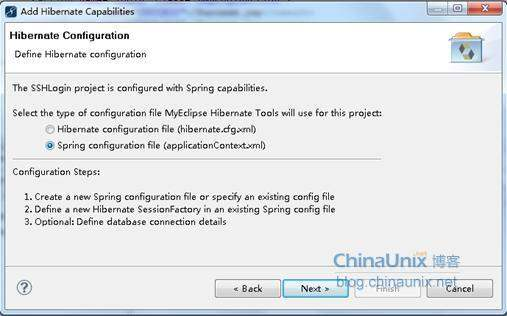 Add Hibernate Capabilities
Hibernate Configuration
Define Hibernate configuration
The SSHLogin project is configured with Spring capabilities.
Select the type of configuration file MyEclipse Hibernate Tools will use for this project:
Hibernate configuration file (hibernate.cfg.xml)
Spring configuration file (applicationContext.xml)
Configuration Steps:
1. Create a new Spring configuration file or specify an existing config file
2. Define a new Hibernate SessionFactory in an existing Spring config file
3. Optional: Define database connection details
ChinaUnix.net 博客
blog.chinaunix.net
< Back
Next >
Finish
Cancel